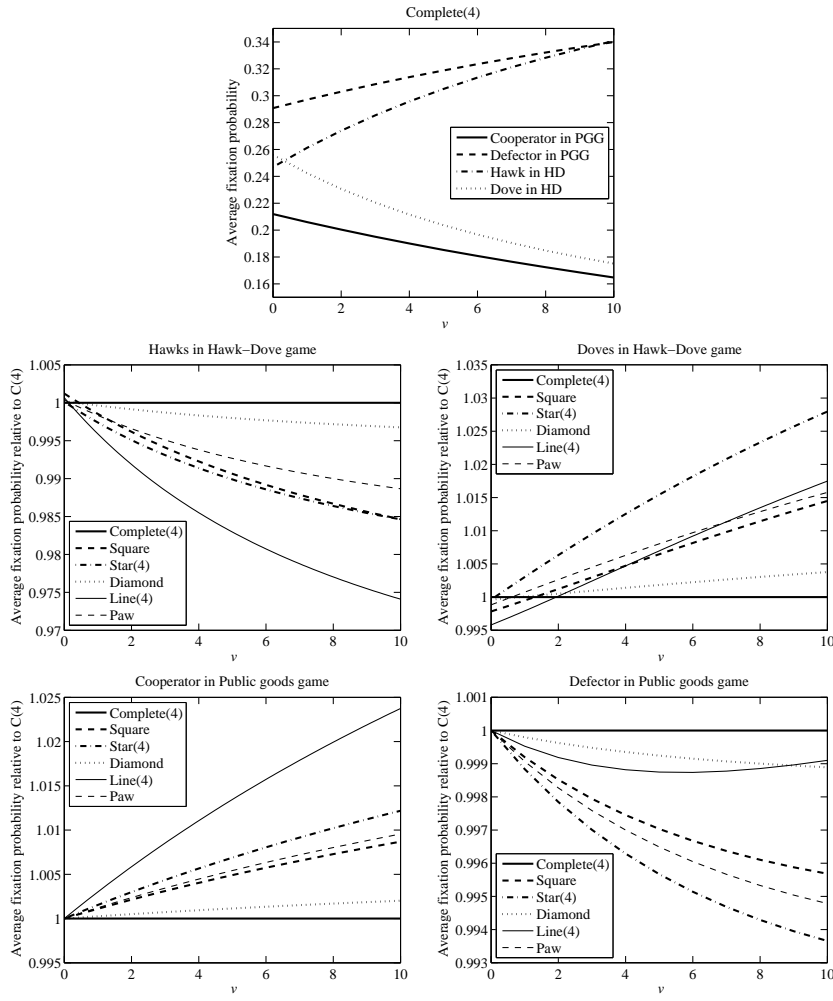 Complete(4)
Average fixation probability
0.34
0.32
0.3
0.28
0.26
0.24
0.22
0.2
0.18
0.16
Cooperator in PGG
Defector in PGG
Hawk in HD
Dove in HD
0 2 4 6 8 10
v
Hawks in Hawk−Dove game
Average fixation probability relative to C(4)
1.005
1
0.995
0.99
0.985
0.98
0.975
0.97
Complete(4)
Square
Star(4)
Diamond
Line(4)
Paw
0 2 4 6 8 10
v
Doves in Hawk−Dove game
Average fixation probability relative to C(4)
1.035
1.03
1.025
1.02
1.015
1.01
1.005
1
0.995
Complete(4)
Square
Star(4)
Diamond
Line(4)
Paw
0 2 4 6 8 10
v
Cooperator in Public goods game
Average fixation probability relative to C(4)
1.025
1.02
1.015
1.01
1.005
1
0.995
Complete(4)
Square
Star(4)
Diamond
Line(4)
Paw
0 2 4 6 8 10
v
Defector in Public goods game
Average fixation probability relative to C(4)
1.001
1
0.999
0.998
0.997
0.996
0.995
0.994
0.993
Complete(4)
Square
Star(4)
Diamond
Line(4)
Paw
0 2 4 6 8 10
v